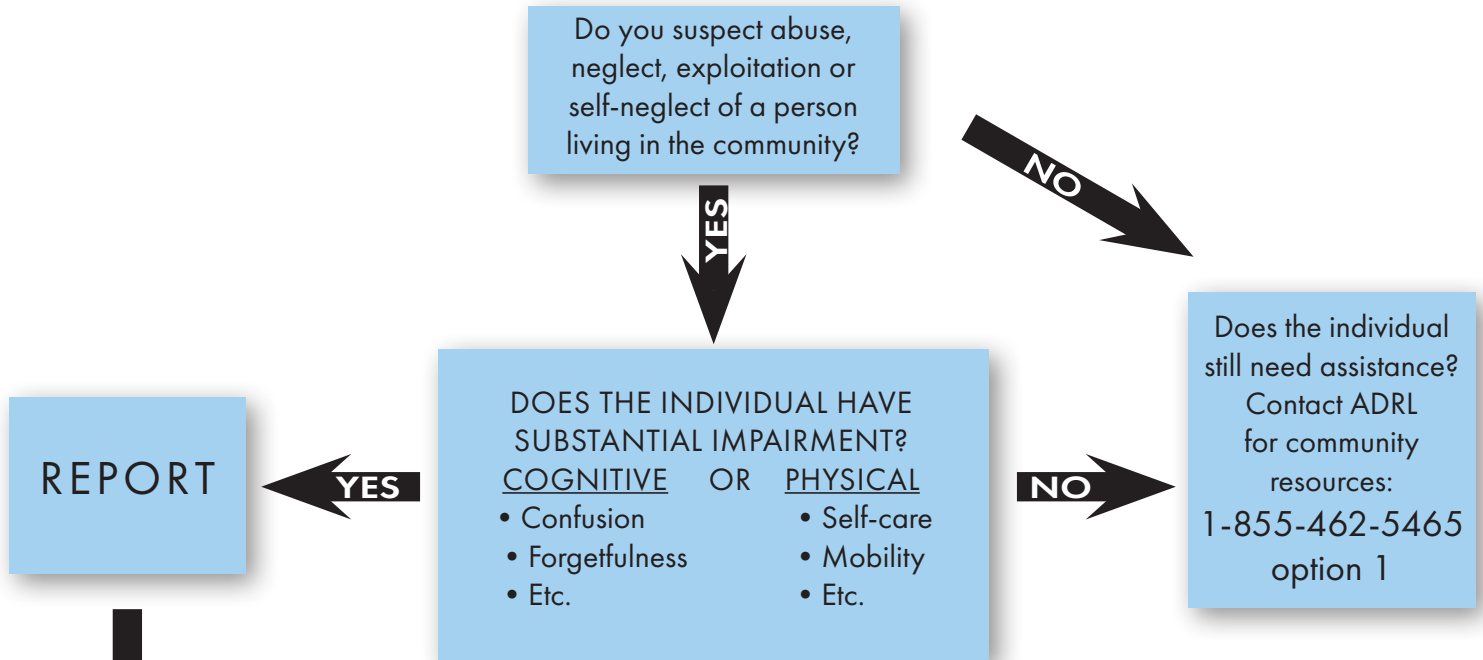 Do you suspect abuse,
neglect, exploitation or
self-neglect of a person
living in the community?
NO
YES
DOES THE INDIVIDUAL HAVE
SUBSTANTIAL IMPAIRMENT?
COGNITIVE OR PHYSICAL
• Confusion • Self-care
• Forgetfulness • Mobility
• Etc. • Etc.
YES
REPORT
NO
Does the individual
still need assistance?
Contact ADRL
for community
resources:
1-855-462-5465
option 1